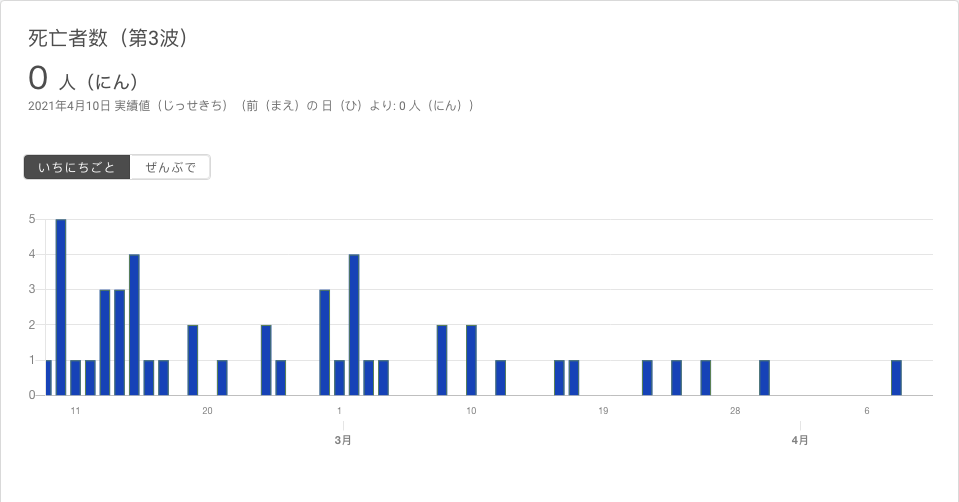 死亡者数（第3波）
0 人（にん）
2021年4月10日 実績値（じっせきち）（前（まえ）の 日（ひ）より: 0 人（にん））
いちにちごと ぜんぶで
5
4
3
2
1
0
11 20 1 10 19 28 6
3月 4月